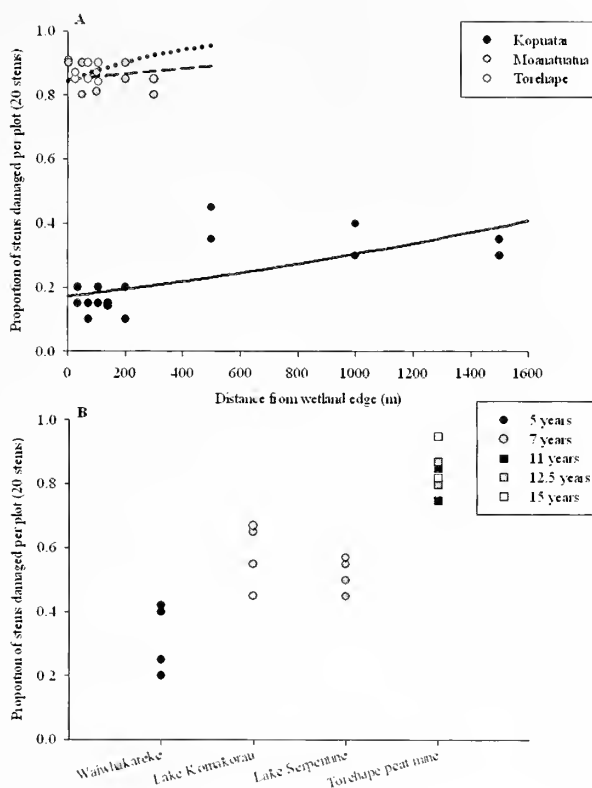 A
Proportion of stems damaged per plot (20 stems)
1.0
0.8
0.6
0.4
0.2
0.0
0 200 400 600 800 1000 1200 1400 1600
Distance from wetland edge (m)
Kopuatai
Moanatuatua
Torehape
B
Proportion of stems damaged per plot (20 stems)
1.0
0.8
0.6
0.4
0.2
0.0
Waiwhakareke
Lake Komakorau
Lake Serpentine
Torehape peat mine
5 years
7 years
11 years
12.5 years
15 years